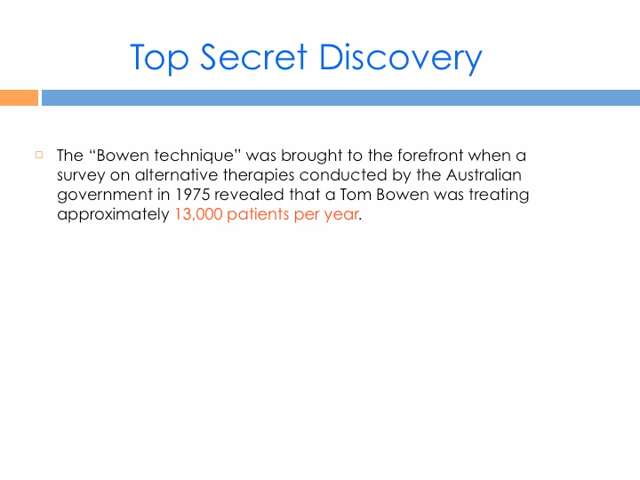 Top Secret Discovery
The “Bowen technique” was brought to the forefront when a
survey on alternative therapies conducted by the Australian
government in 1975 revealed that a Tom Bowen was treating
approximately 13,000 patients per year.